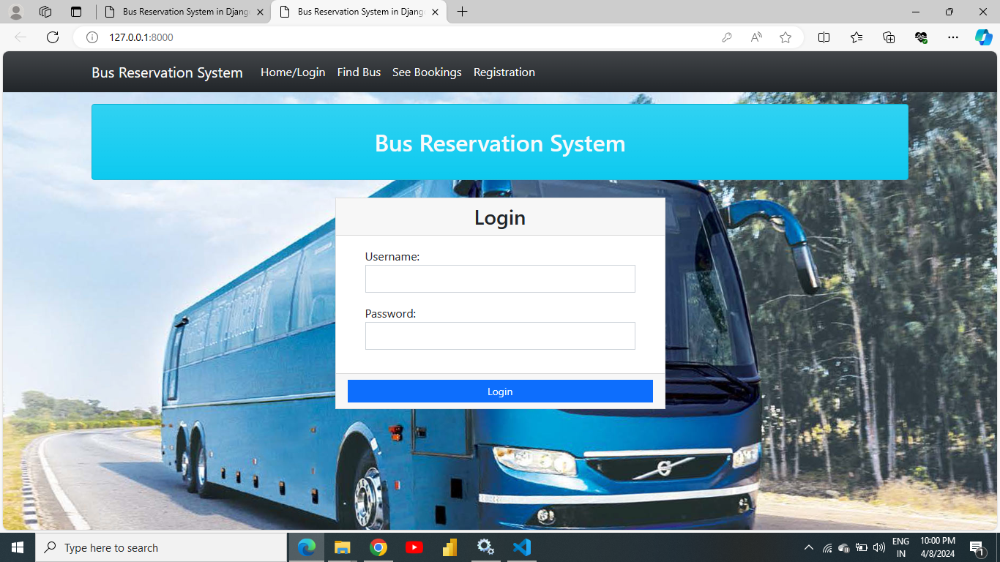 Bus Reservation System in Djang
Bus Reservation System in Djang
127.0.0.1:8000
Bus Reservation System Home/Login Find Bus See Bookings Registration
Bus Reservation System
Login
Username:
Password:
Login
Type here to search
ENG
IN
10:00 PM
4/8/2024
1